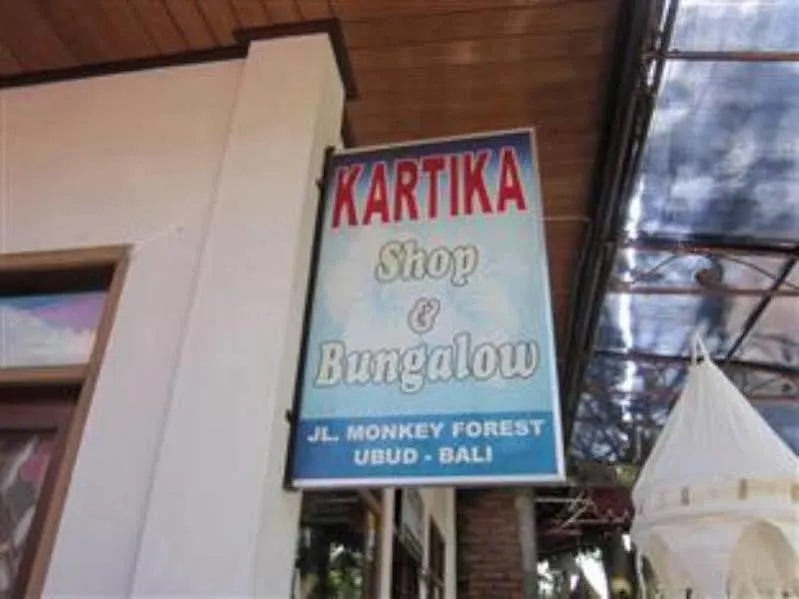 KARTIKA
Shop
&
Bungalow
JL. MONKEY FOREST
UBUD - BALI